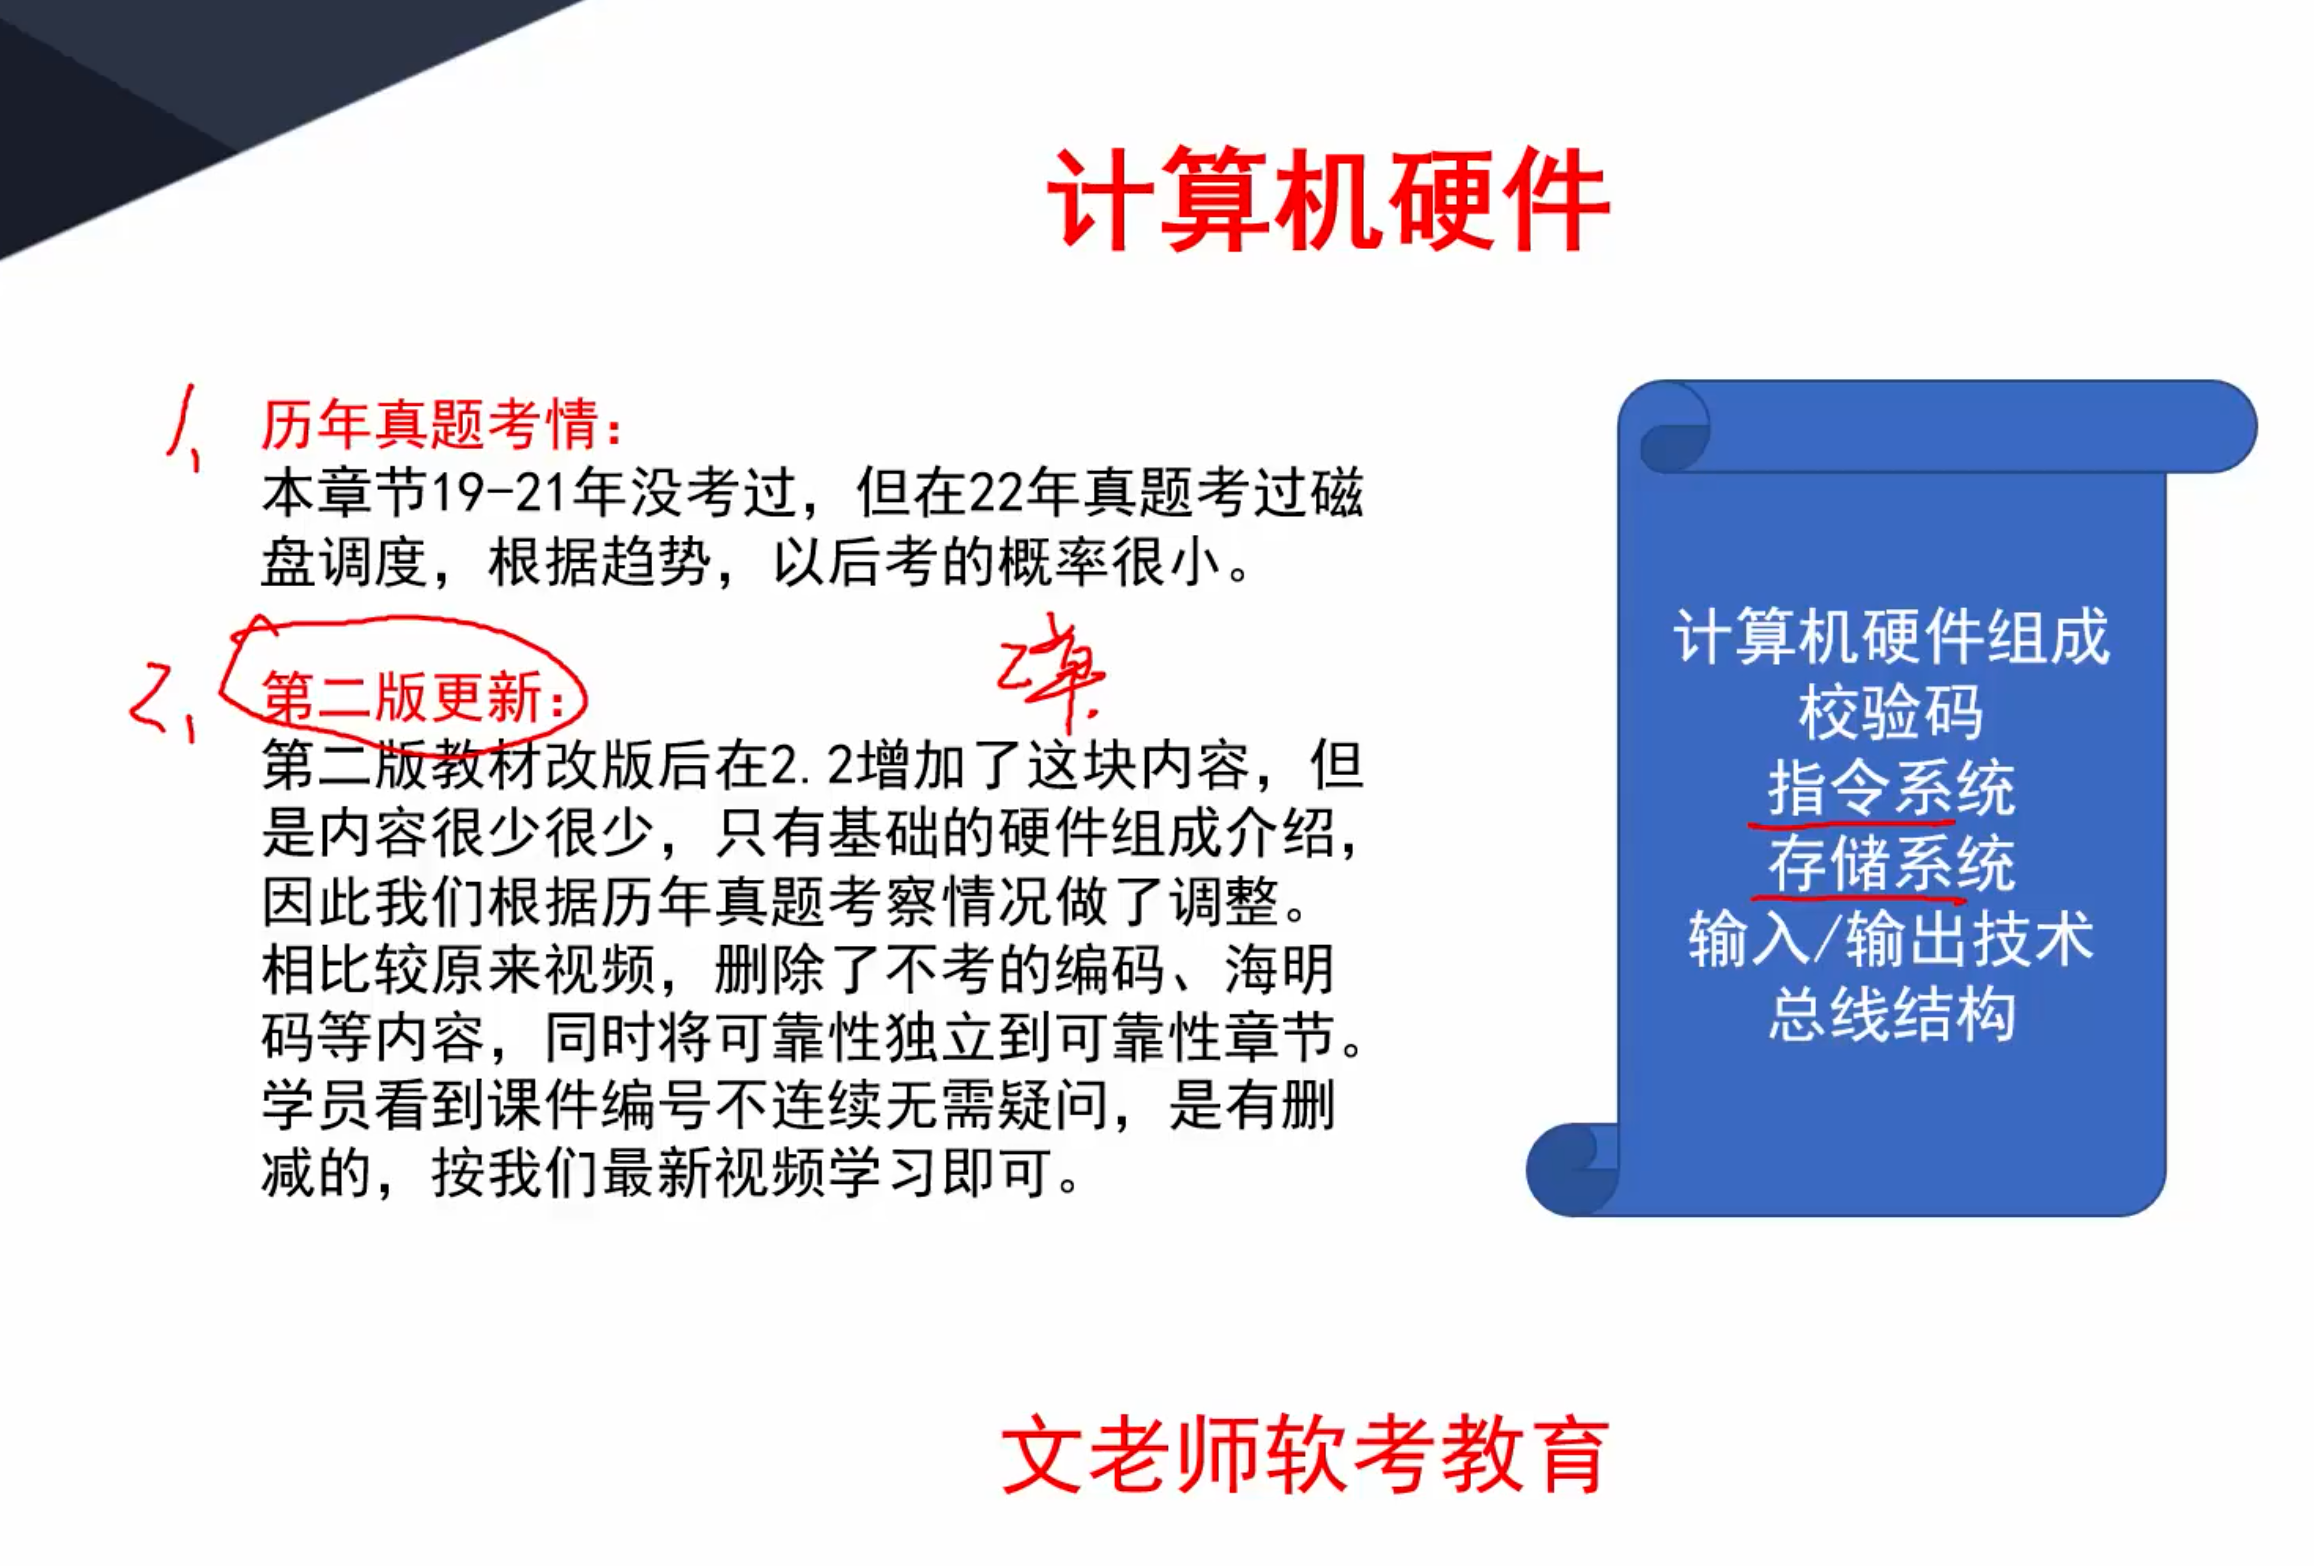 计算机硬件
1、
历年真题考情：
本章节19-21年没考过，但在22年真题考过磁
盘调度，根据趋势，以后考的概率很小。
2章.
2、
第二版更新：
第二版教材改版后在2.2增加了这块内容，但
是内容很少很少，只有基础的硬件组成介绍，
因此我们根据历年真题考察情况做了调整。
相比较原来视频，删除了不考的编码、海明
码等内容，同时将可靠性独立到可靠性章节。
学员看到课件编号不连续无需疑问，是有删
减的，按我们最新视频学习即可。
计算机硬件组成
校验码
指令系统
存储系统
输入/输出技术
总线结构
文老师软考教育